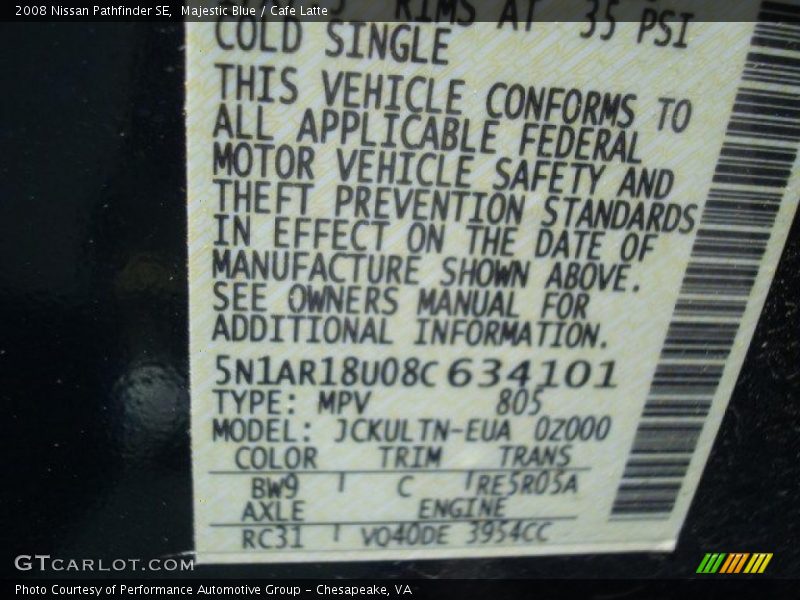 2008 Nissan Pathfinder SE, Majestic Blue / Cafe Latte
RIMS AT 35 PSI
COLD SINGLE
THIS VEHICLE CONFORMS TO
ALL APPLICABLE FEDERAL
MOTOR VEHICLE SAFETY AND
THEFT PREVENTION STANDARDS
IN EFFECT ON THE DATE OF
MANUFACTURE SHOWN ABOVE.
SEE OWNERS MANUAL FOR
ADDITIONAL INFORMATION.
5N1AR18U08C634101
TYPE: MPV 805
MODEL: JCKULTN-EUA 0Z000
COLOR TRIM TRANS
BW9 C RE5R05A
AXLE ENGINE
RC31 VQ40DE 3954CC
GTCARLOT.COM
Photo Courtesy of Performance Automotive Group - Chesapeake, VA